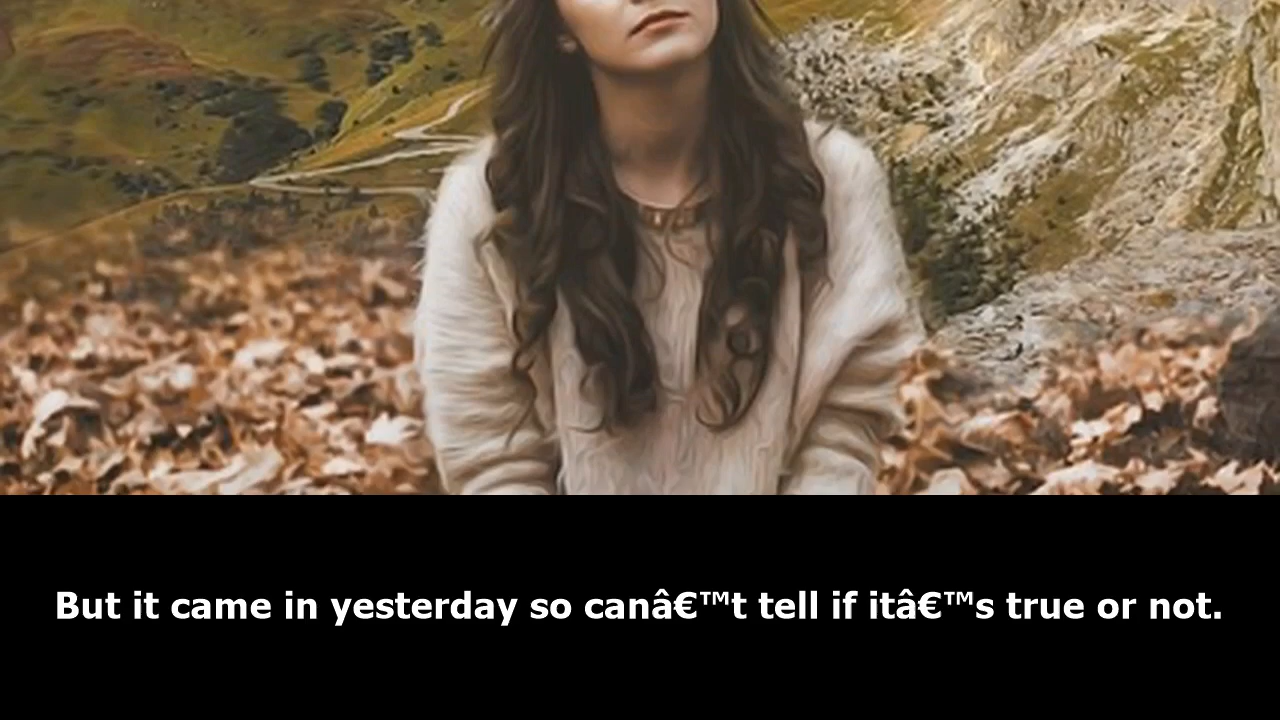 But it came in yesterday so canâ€™t tell if itâ€™s true or not.